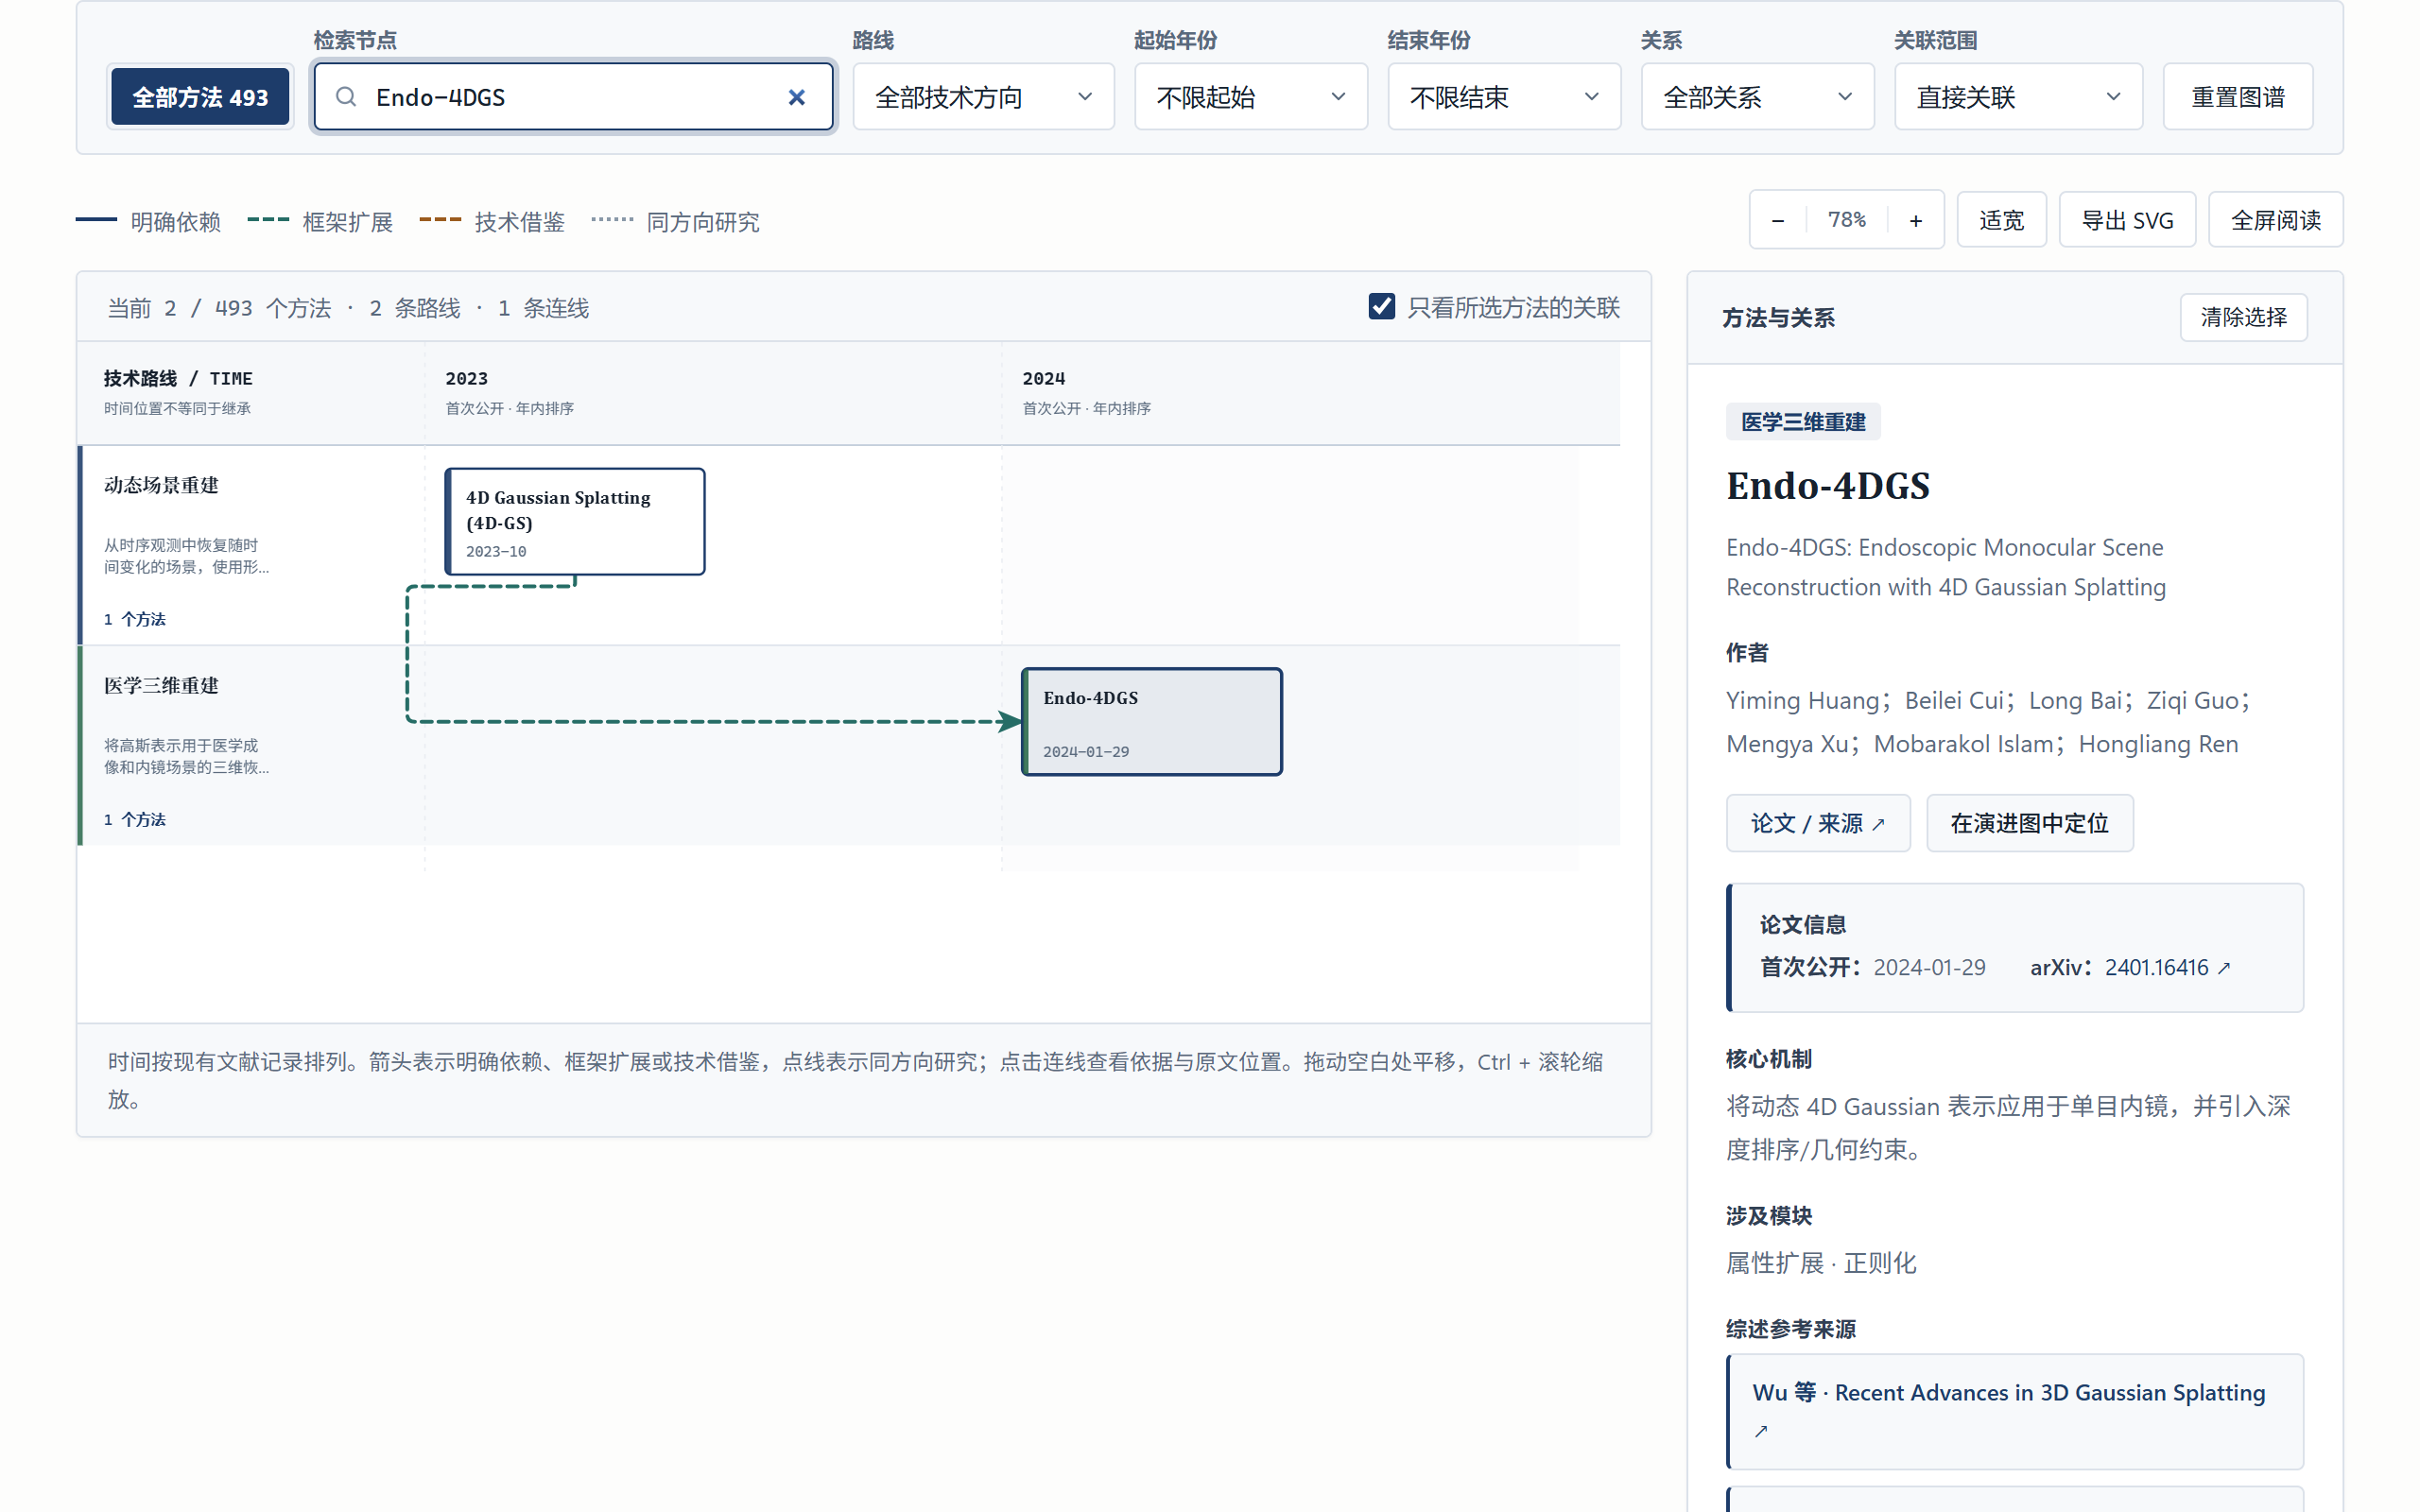 检索节点
路线
起始年份
结束年份
关系
关联范围
全部方法 493
Endo-4DGS
全部技术方向
不限起始
不限结束
全部关系
直接关联
重置图谱
明确依赖
框架扩展
技术借鉴
同方向研究
− 78% +
适宽
导出 SVG
全屏阅读
当前 2 / 493 个方法 · 2 条路线 · 1 条连线
只看所选方法的关联
技术路线 / TIME
时间位置不等同于继承
2023
首次公开 · 年内排序
2024
首次公开 · 年内排序
动态场景重建
从时序观测中恢复随时
间变化的场景，使用形...
1 个方法
4D Gaussian Splatting
(4D-GS)
2023-10
医学三维重建
将高斯表示用于医学成
像和内镜场景的三维恢...
1 个方法
Endo-4DGS
2024-01-29
时间按现有文献记录排列。箭头表示明确依赖、框架扩展或技术借鉴，点线表示同方向研究；点击连线查看依据与原文位置。拖动空白处平移，Ctrl + 滚轮缩
放。
方法与关系
清除选择
医学三维重建
Endo-4DGS
Endo-4DGS: Endoscopic Monocular Scene
Reconstruction with 4D Gaussian Splatting
作者
Yiming Huang；Beilei Cui；Long Bai；Ziqi Guo；
Mengya Xu；Mobarakol Islam；Hongliang Ren
论文 / 来源 ↗
在演进图中定位
论文信息
首次公开：2024-01-29 arXiv：2401.16416 ↗
核心机制
将动态 4D Gaussian 表示应用于单目内镜，并引入深
度排序/几何约束。
涉及模块
属性扩展 · 正则化
综述参考来源
Wu 等 · Recent Advances in 3D Gaussian Splatting
↗